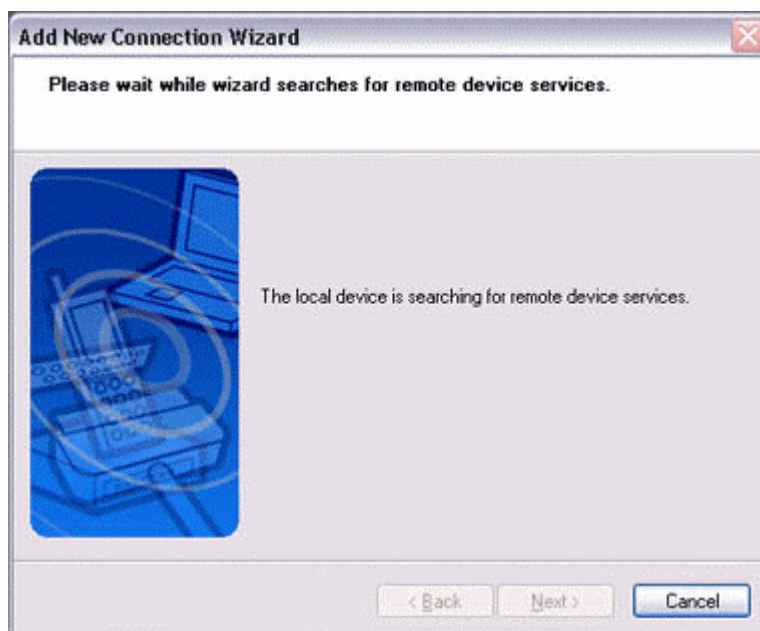 Add New Connection Wizard
Please wait while wizard searches for remote device services.
The local device is searching for remote device services.
< Back
Next >
Cancel